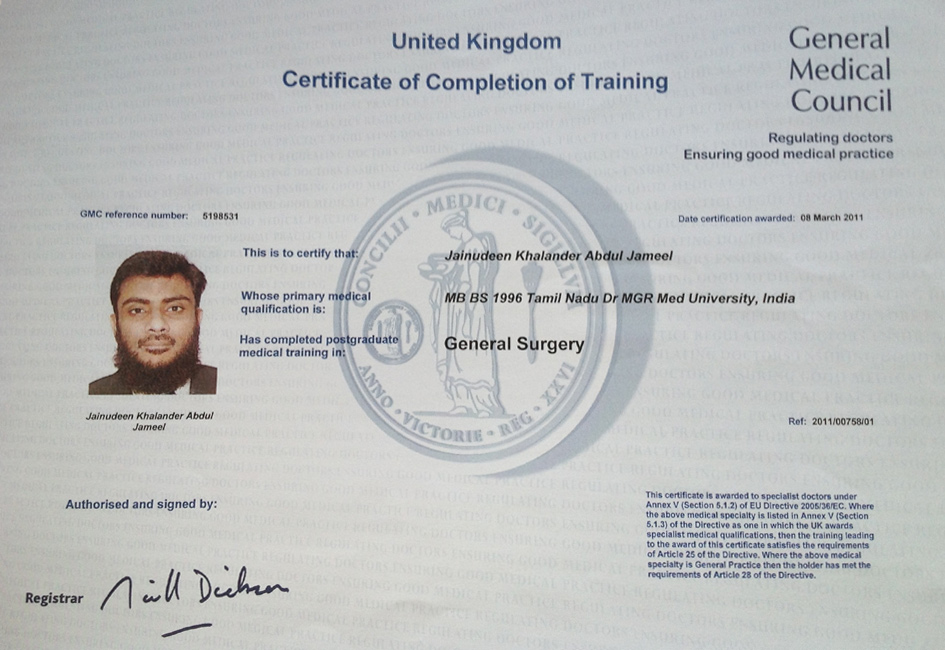 United Kingdom
Certificate of Completion of Training
General
Medical
Council
Regulating doctors
Ensuring good medical practice
GMC reference number: 5198531
Date certification awarded: 08 March 2011
This is to certify that: Jainudeen Khalander Abdul Jameel
Whose primary medical
qualification is: MB BS 1996 Tamil Nadu Dr MGR Med University, India
Has completed postgraduate
medical training in: General Surgery
Jainudeen Khalander Abdul
Jameel
CONCILII • MEDICI • SIGILLVM
ANNO • VICTORIE • REG • XXVI
Ref: 2011/00758/01
Authorised and signed by:
This certificate is awarded to specialist doctors under
Annex V (Section 5.1.2) of EU Directive 2005/36/EC. Where
the above medical specialty is listed in Annex V (Section
5.1.3) of the Directive as one in which the UK awards
specialist medical qualifications, then the training leading
to the award of this certificate satisfies the requirements
of Article 25 of the Directive. Where the above medical
specialty is General Practice then the holder has met the
requirements of Article 28 of the Directive.
Registrar